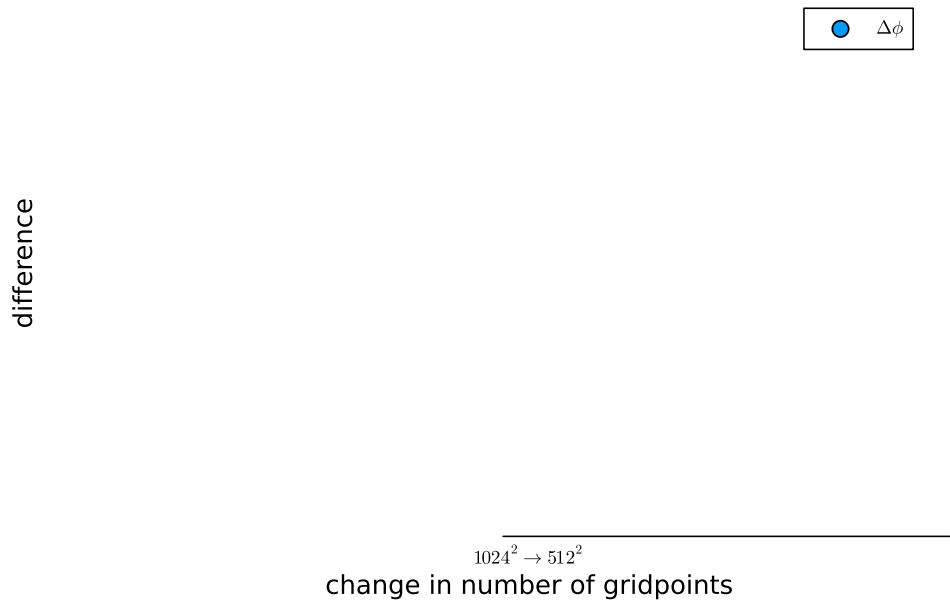 Δϕ
difference
1024² → 512²
change in number of gridpoints